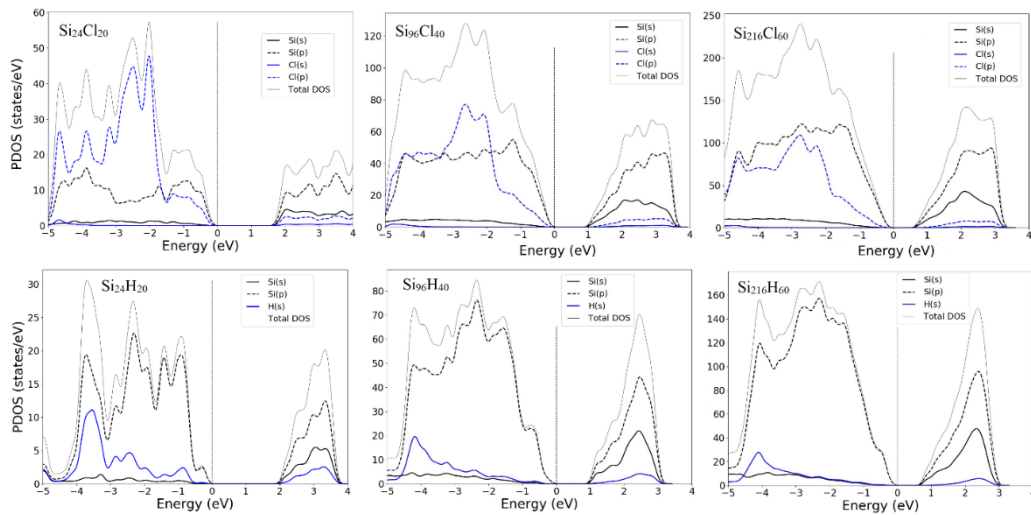 Si24Cl20
Si(s)
Si(p)
Cl(s)
Cl(p)
Total DOS
PDOS (states/eV)
60
50
40
30
20
10
0
−5 −4 −3 −2 −1 0 1 2 3 4
Energy (eV)
Si96Cl40
Si(s)
Si(p)
Cl(s)
Cl(p)
Total DOS
120
100
80
60
40
20
0
−5 −4 −3 −2 −1 0 1 2 3 4
Energy (eV)
Si216Cl60
Si(s)
Si(p)
Cl(s)
Cl(p)
Total DOS
250
200
150
100
50
0
−5 −4 −3 −2 −1 0 1 2 3 4
Energy (eV)
Si24H20
Si(s)
Si(p)
H(s)
Total DOS
PDOS (states/eV)
30
25
20
15
10
5
0
−5 −4 −3 −2 −1 0 1 2 3 4
Energy (eV)
Si96H40
Si(s)
Si(p)
H(s)
Total DOS
80
70
60
50
40
30
20
10
0
−5 −4 −3 −2 −1 0 1 2 3 4
Energy (eV)
Si216H60
Si(s)
Si(p)
H(s)
Total DOS
160
140
120
100
80
60
40
20
0
−5 −4 −3 −2 −1 0 1 2 3 4
Energy (eV)